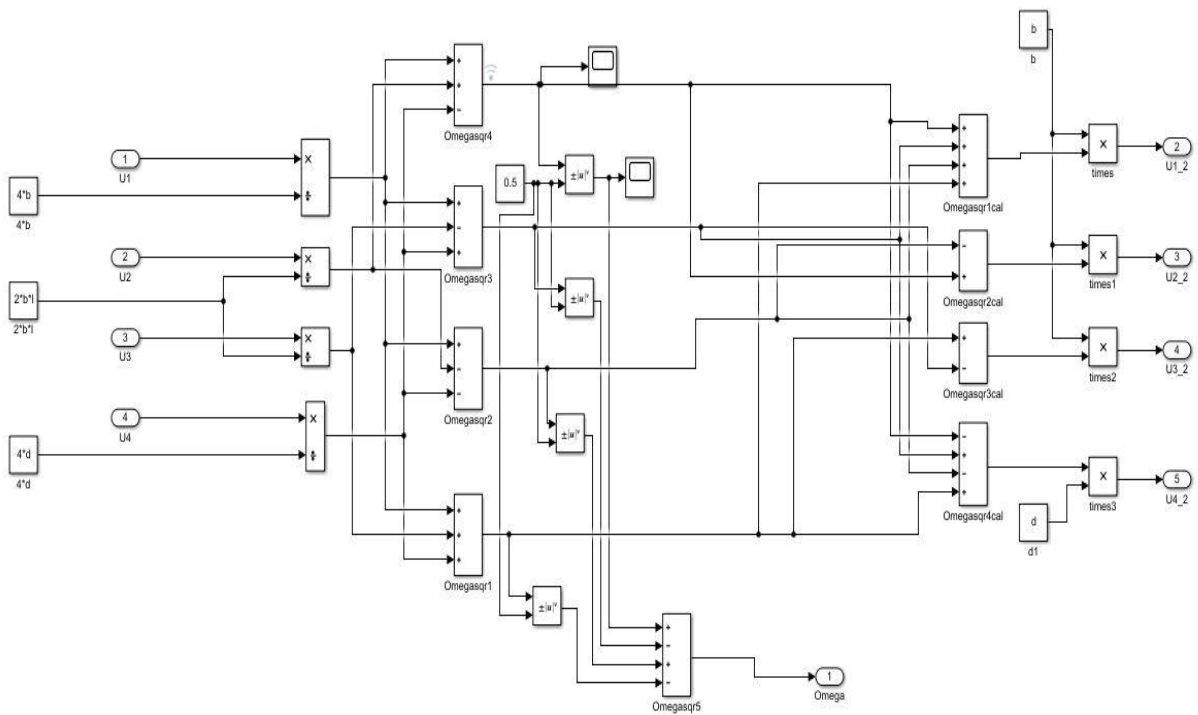 b
b
+
+
−
Omegasqr4
1
U1
×
÷
4*b
4*b
0.5
±|u|ᵛ
+
+
+
+
Omegasqr1cal
×
times
2
U1_2
+
−
+
Omegasqr3
2
U2
×
÷
2*b*l
2*b*l
±|u|ᵛ
−
+
Omegasqr2cal
×
times1
3
U2_2
3
U3
×
÷
+
−
−
Omegasqr2
+
−
Omegasqr3cal
×
times2
4
U3_2
4
U4
×
÷
4*d
4*d
±|u|ᵛ
−
+
−
+
Omegasqr4cal
×
times3
5
U4_2
d
d1
+
+
+
Omegasqr1
±|u|ᵛ
+
−
+
−
Omegasqr5
1
Omega